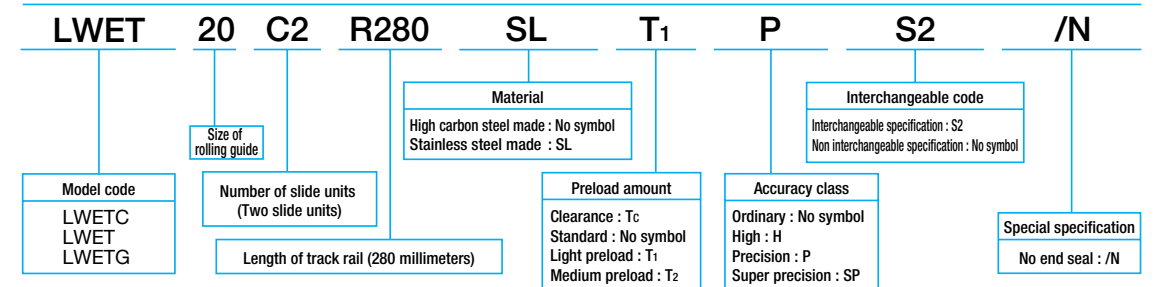 LWET 20 C2 R280 SL T1 P S2 /N
Material
High carbon steel made : No symbol
Stainless steel made : SL
Interchangeable code
Interchangeable specification : S2
Non interchangeable specification : No symbol
Size of
rolling guide
Model code
LWETC
LWET
LWETG
Number of slide units
(Two slide units)
Length of track rail (280 millimeters)
Preload amount
Clearance : Tc
Standard : No symbol
Light preload : T1
Medium preload : T2
Accuracy class
Ordinary : No symbol
High : H
Precision : P
Super precision : SP
Special specification
No end seal : /N